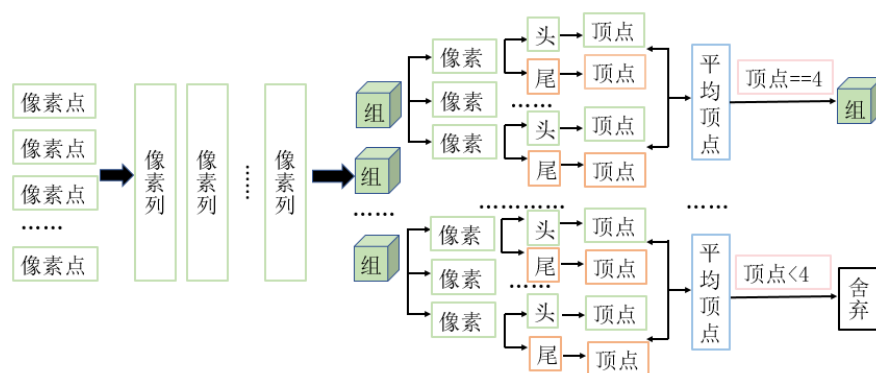 像素点
像素点
像素点
……
像素点
像素列
像素列
……
像素列
组
组
……
组
像素
像素
像素
头
顶点
尾
顶点
……
头
顶点
尾
顶点
平均顶点
顶点==4
组
…………
……
像素
像素
像素
头
顶点
尾
顶点
……
头
顶点
尾
顶点
平均顶点
顶点<4
舍弃